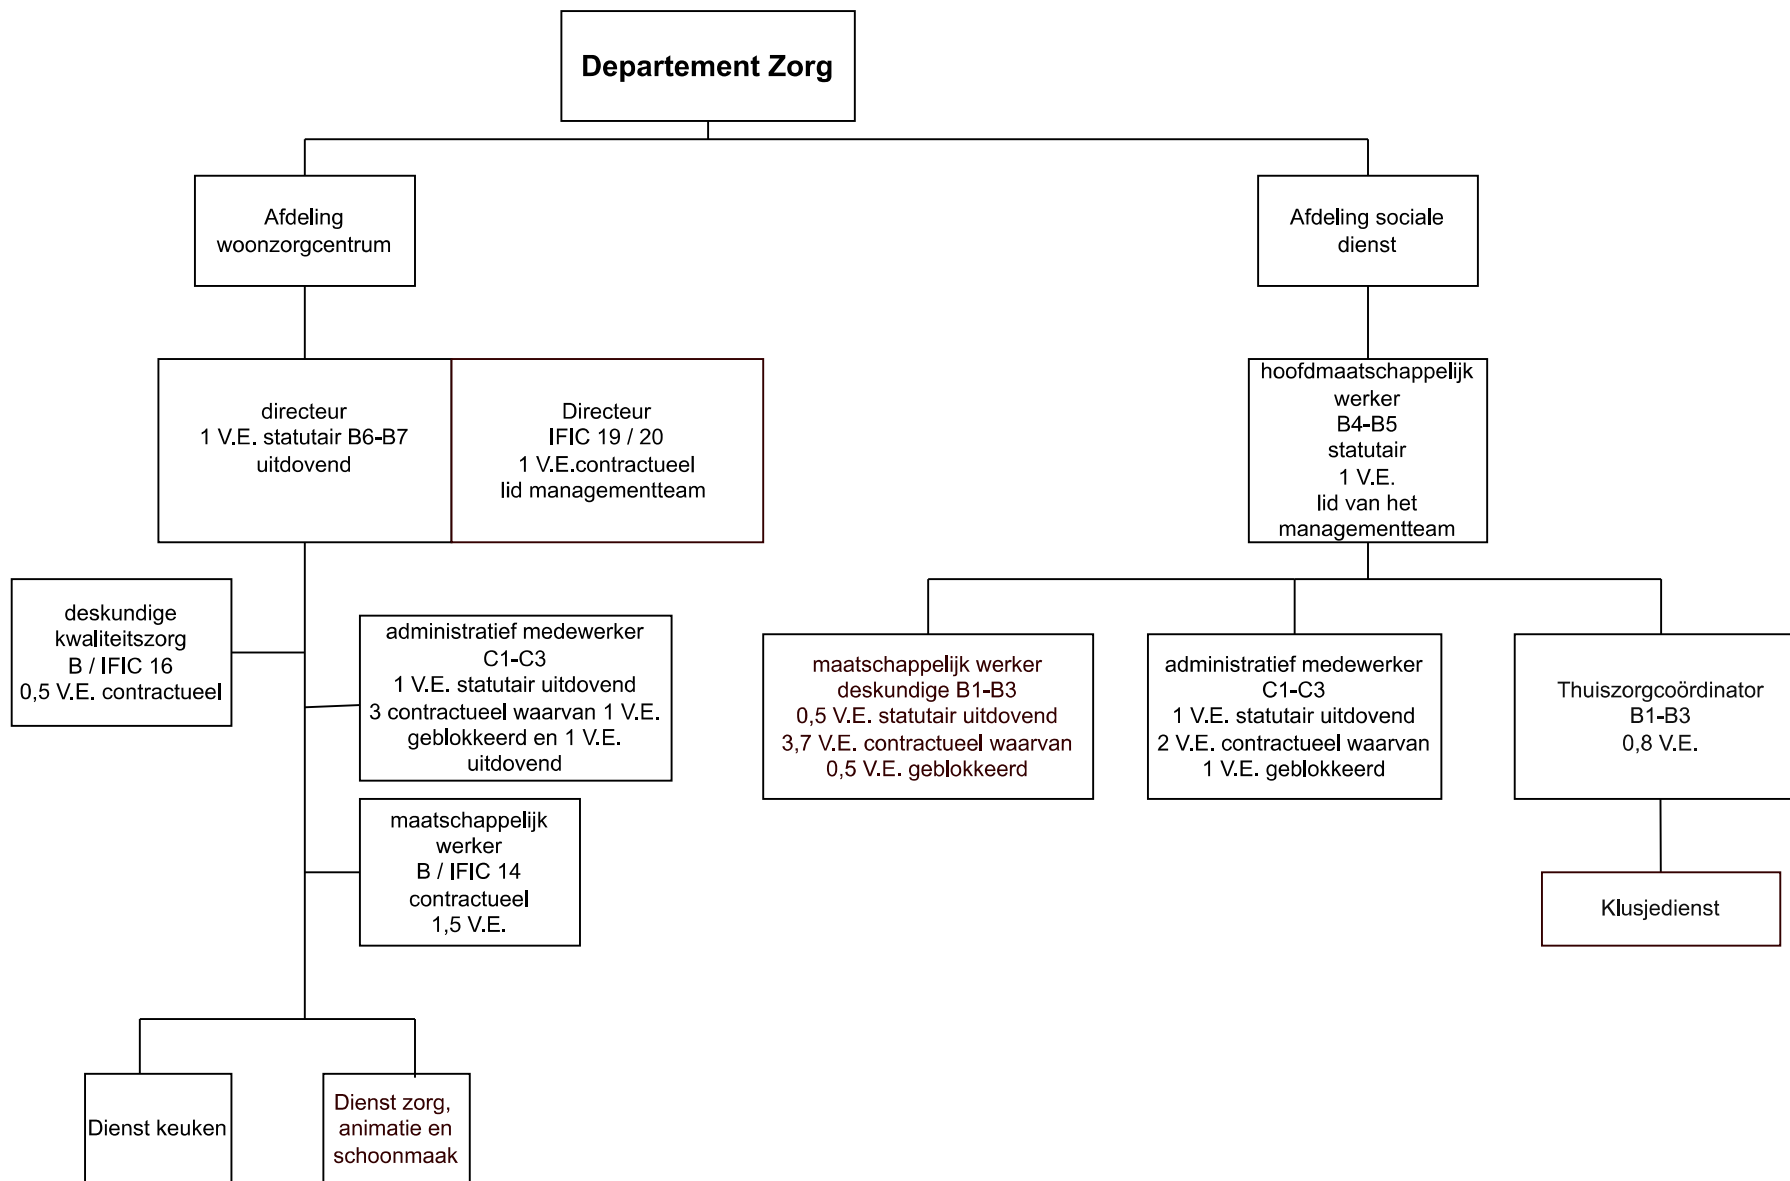 Departement Zorg
Afdeling
woonzorgcentrum
Afdeling sociale
dienst
directeur
1 V.E. statutair B6-B7
uitdovend
Directeur
IFIC 19 / 20
1 V.E.contractueel
lid managementteam
hoofdmaatschappelijk
werker
B4-B5
statutair
1 V.E.
lid van het
managementteam
deskundige
kwaliteitszorg
B / IFIC 16
0,5 V.E. contractueel
administratief medewerker
C1-C3
1 V.E. statutair uitdovend
3 contractueel waarvan 1 V.E.
geblokkeerd en 1 V.E.
uitdovend
maatschappelijk werker
deskundige B1-B3
0,5 V.E. statutair uitdovend
3,7 V.E. contractueel waarvan
0,5 V.E. geblokkeerd
administratief medewerker
C1-C3
1 V.E. statutair uitdovend
2 V.E. contractueel waarvan
1 V.E. geblokkeerd
Thuiszorgcoördinator
B1-B3
0,8 V.E.
maatschappelijk
werker
B / IFIC 14
contractueel
1,5 V.E.
Klusjedienst
Dienst keuken
Dienst zorg,
animatie en
schoonmaak